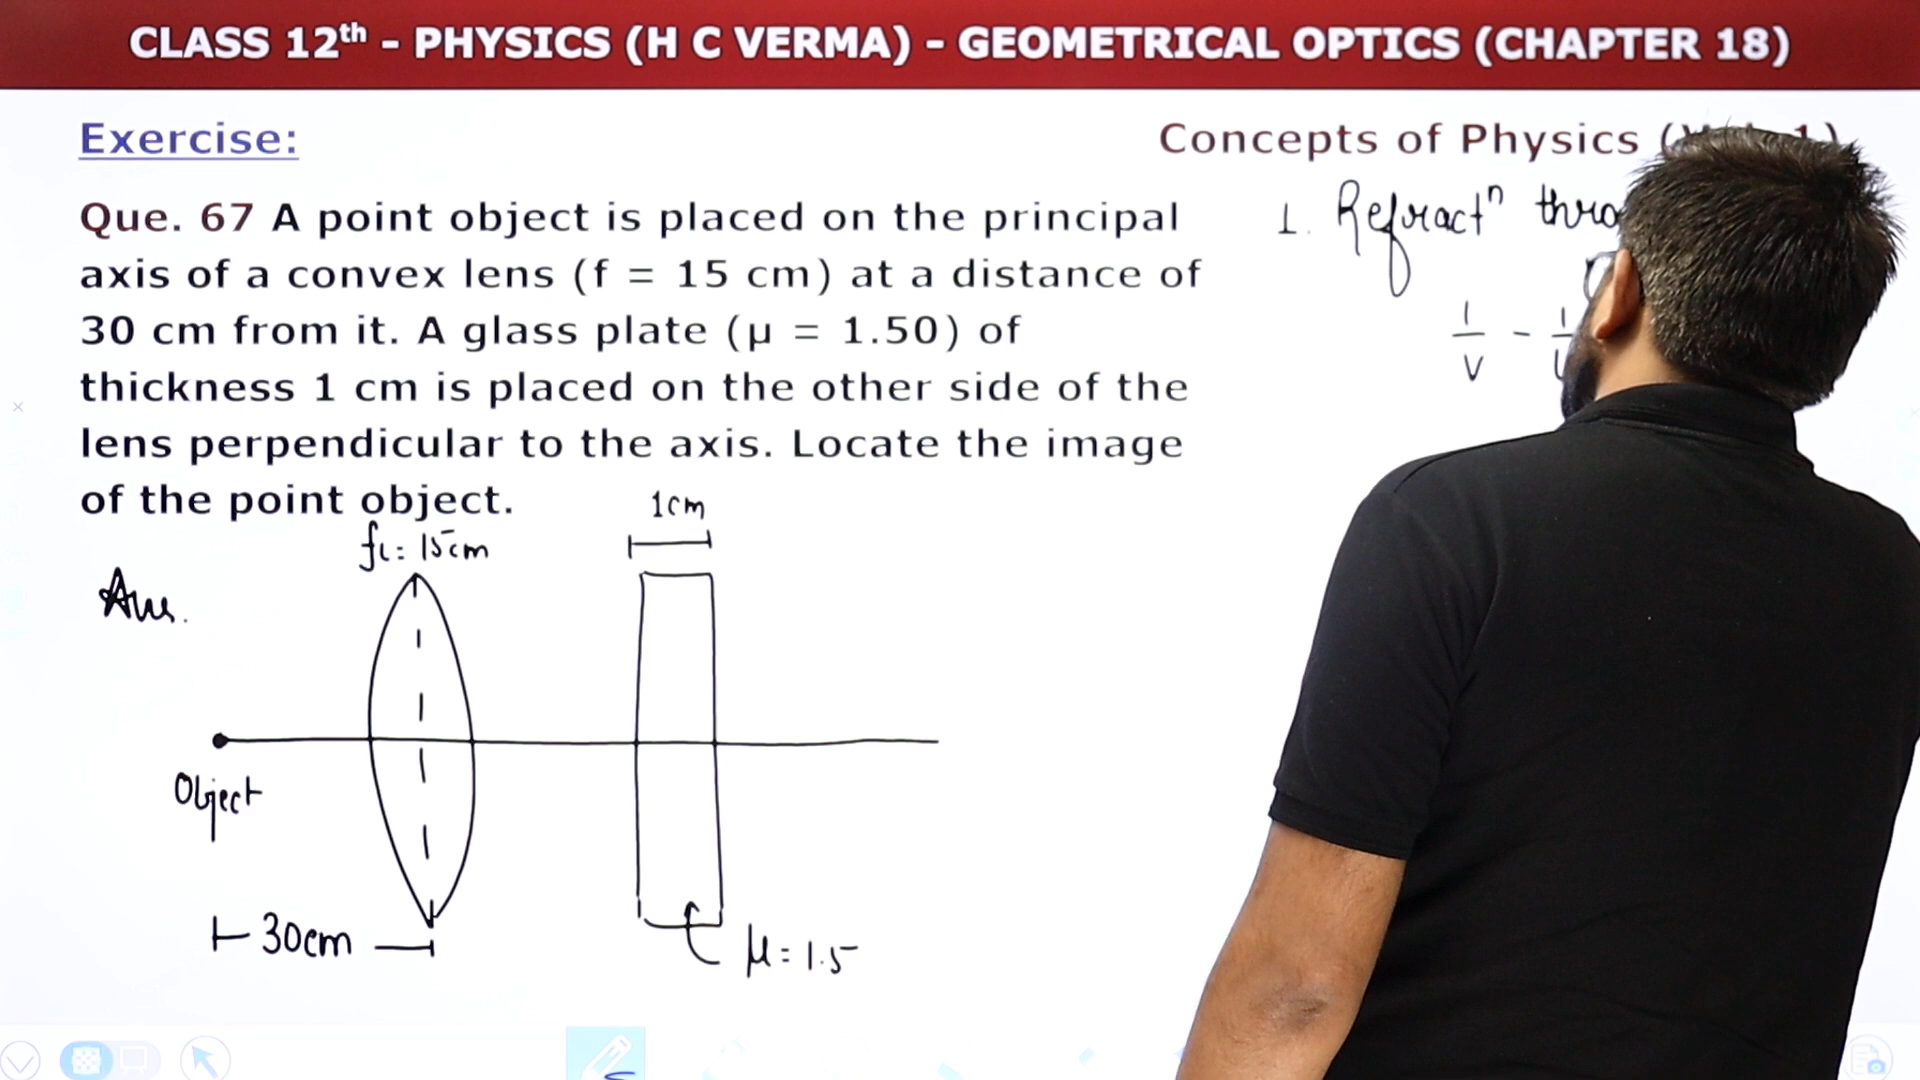 CLASS 12th - PHYSICS (H C VERMA) - GEOMETRICAL OPTICS (CHAPTER 18)
Exercise:
Concepts of Physics
Que. 67 A point object is placed on the principal
axis of a convex lens (f = 15 cm) at a distance of
30 cm from it. A glass plate (μ = 1.50) of
thickness 1 cm is placed on the other side of the
lens perpendicular to the axis. Locate the image
of the point object.
1cm
fL = 15cm
Ans.
Object
30cm
μ = 1.5
1. Refractn
1/v -